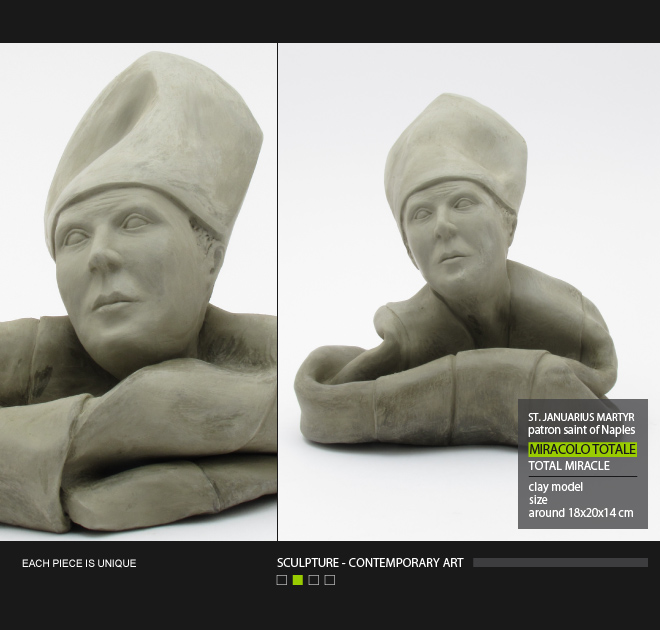 ST. JANUARIUS MARTYR
patron saint of Naples
MIRACOLO TOTALE
TOTAL MIRACLE
clay model
size
around 18x20x14 cm
EACH PIECE IS UNIQUE
SCULPTURE - CONTEMPORARY ART